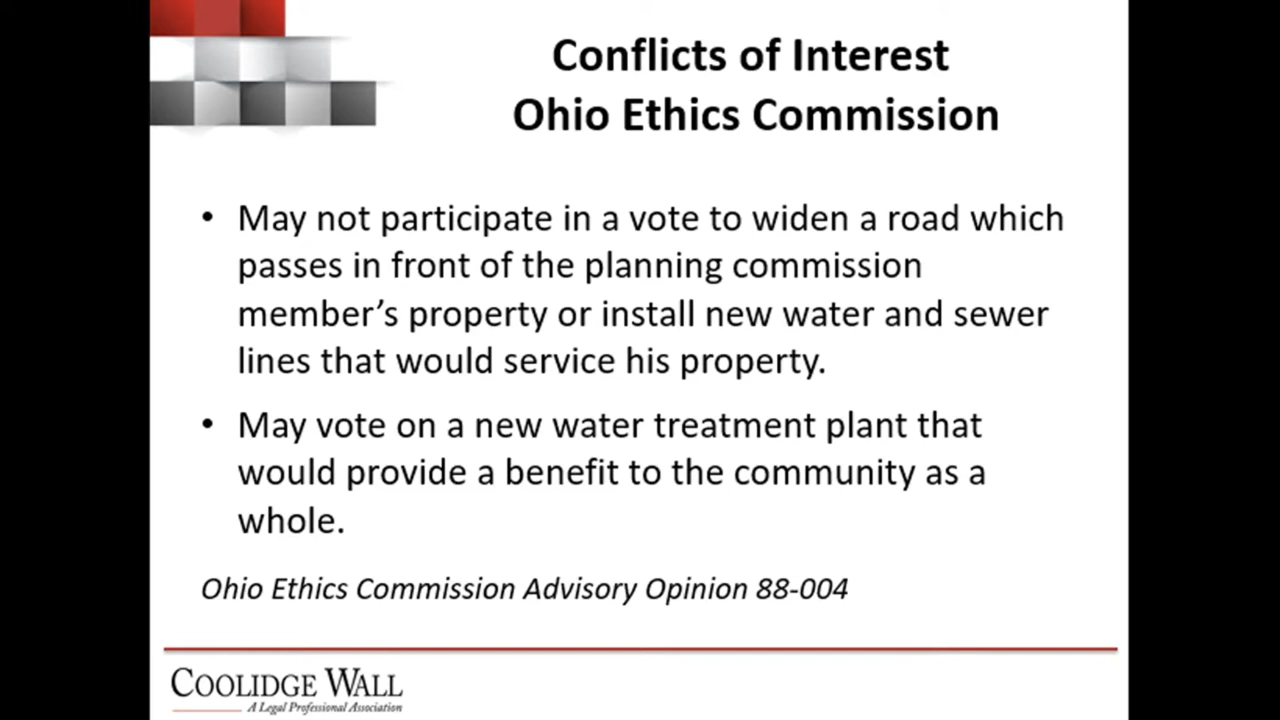 Conflicts of Interest
Ohio Ethics Commission
• May not participate in a vote to widen a road which
passes in front of the planning commission
member’s property or install new water and sewer
lines that would service his property.
• May vote on a new water treatment plant that
would provide a benefit to the community as a
whole.
Ohio Ethics Commission Advisory Opinion 88-004
COOLIDGE WALL
A Legal Professional Association